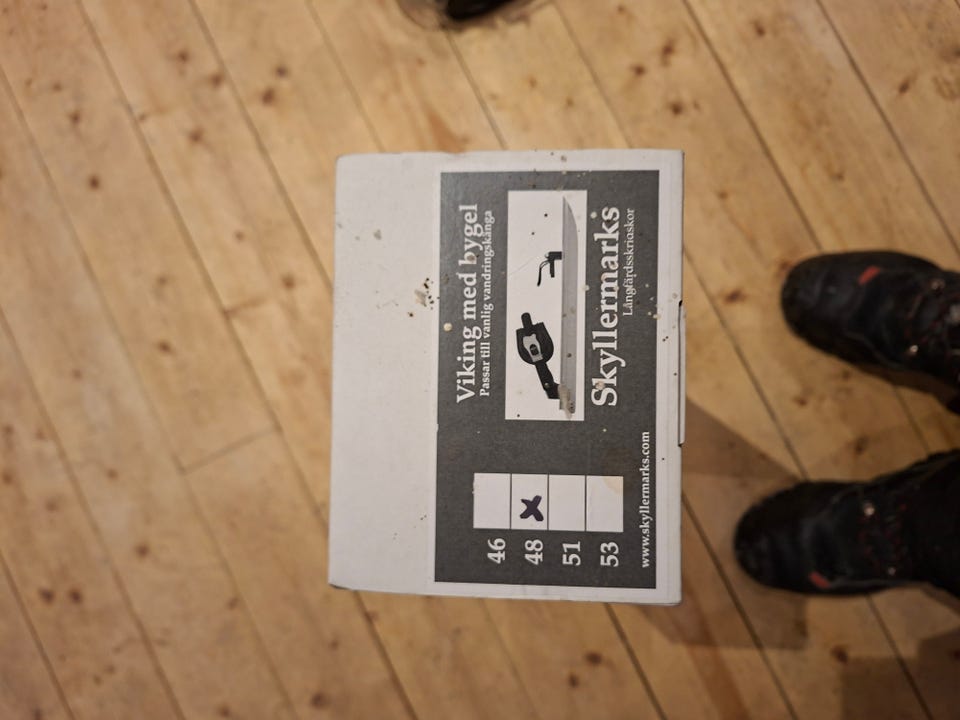 Viking med bygel
Passar till vanlig vandringskänga
Skyllermarks
Långfärdsskridskor
46
48 x
51
53
www.skyllermarks.com